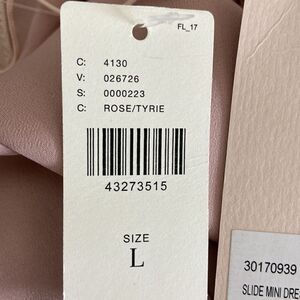 FL_17
C: 4130
V: 026726
S: 0000223
C: ROSE/TYRIE
43273515
SIZE
L
30170939
SLIDE MINI DRE